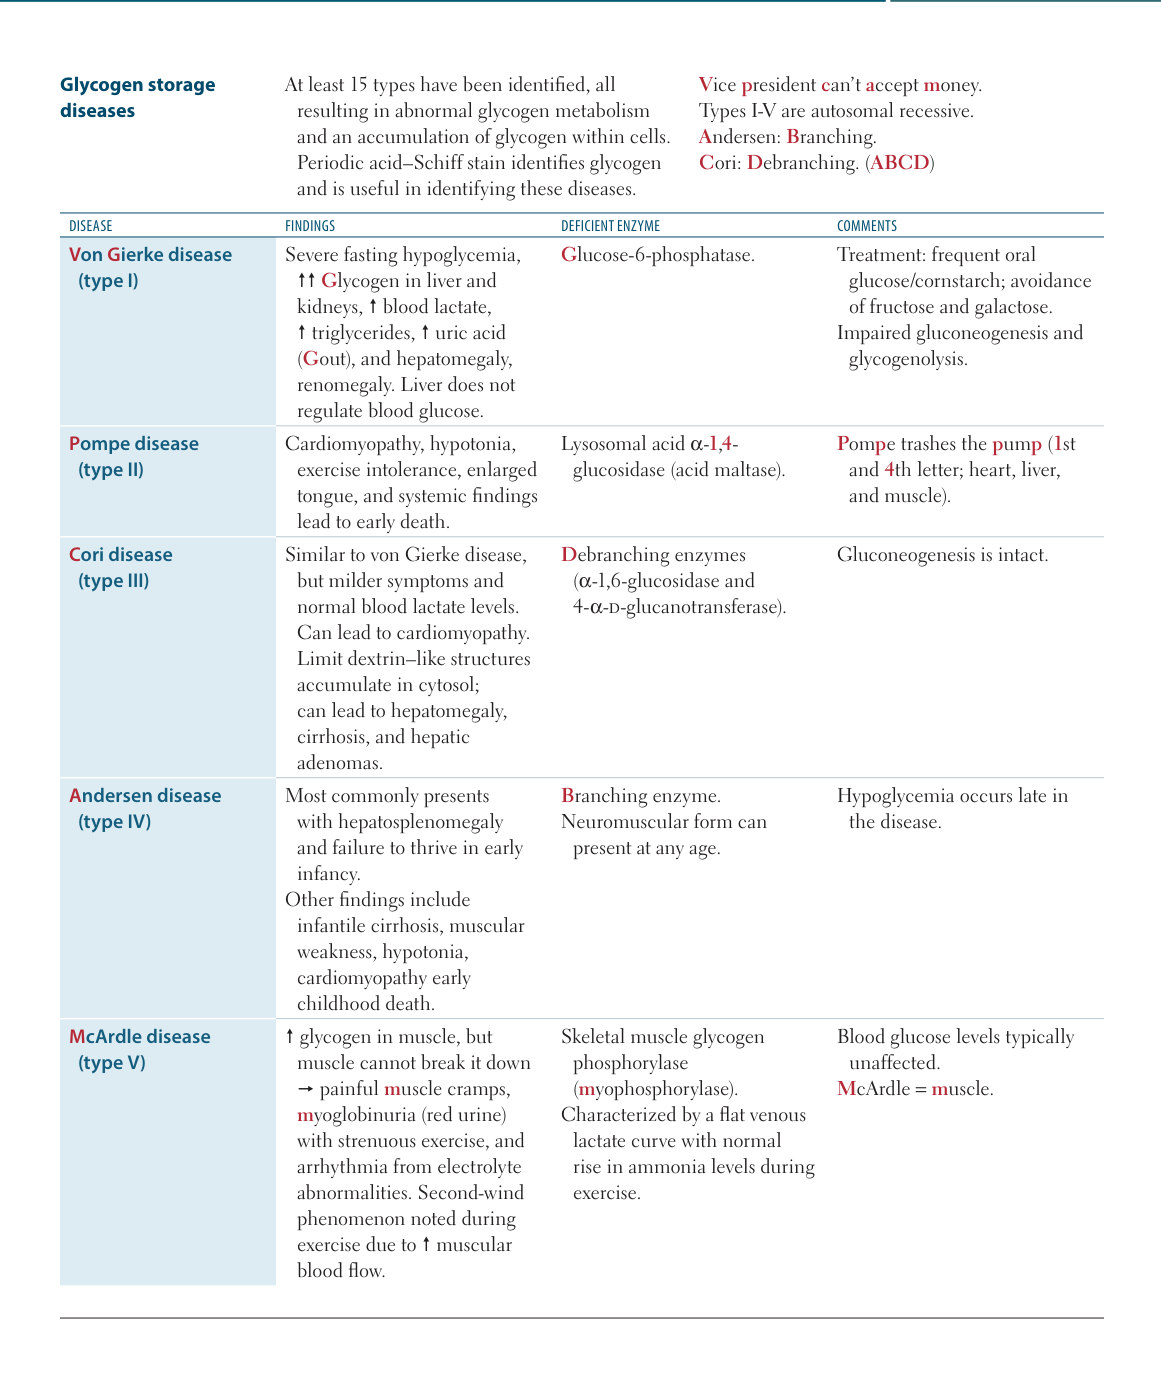 Glycogen storage
diseases
At least 15 types have been identified, all
resulting in abnormal glycogen metabolism
and an accumulation of glycogen within cells.
Periodic acid–Schiff stain identifies glycogen
and is useful in identifying these diseases.
Vice president can’t accept money.
Types I-V are autosomal recessive.
Andersen: Branching.
Cori: Debranching. (ABCD)
DISEASE
FINDINGS
DEFICIENT ENZYME
COMMENTS
Von Gierke disease
(type I)
Severe fasting hypoglycemia,
↑↑ Glycogen in liver and
kidneys, ↑ blood lactate,
↑ triglycerides, ↑ uric acid
(Gout), and hepatomegaly,
renomegaly. Liver does not
regulate blood glucose.
Glucose-6-phosphatase.
Treatment: frequent oral
glucose/cornstarch; avoidance
of fructose and galactose.
Impaired gluconeogenesis and
glycogenolysis.
Pompe disease
(type II)
Cardiomyopathy, hypotonia,
exercise intolerance, enlarged
tongue, and systemic findings
lead to early death.
Lysosomal acid α-1,4-
glucosidase (acid maltase).
Pompe trashes the pump (1st
and 4th letter; heart, liver,
and muscle).
Cori disease
(type III)
Similar to von Gierke disease,
but milder symptoms and
normal blood lactate levels.
Can lead to cardiomyopathy.
Limit dextrin–like structures
accumulate in cytosol;
can lead to hepatomegaly,
cirrhosis, and hepatic
adenomas.
Debranching enzymes
(α-1,6-glucosidase and
4-α-D-glucanotransferase).
Gluconeogenesis is intact.
Andersen disease
(type IV)
Most commonly presents
with hepatosplenomegaly
and failure to thrive in early
infancy.
Other findings include
infantile cirrhosis, muscular
weakness, hypotonia,
cardiomyopathy early
childhood death.
Branching enzyme.
Neuromuscular form can
present at any age.
Hypoglycemia occurs late in
the disease.
McArdle disease
(type V)
↑ glycogen in muscle, but
muscle cannot break it down
→ painful muscle cramps,
myoglobinuria (red urine)
with strenuous exercise, and
arrhythmia from electrolyte
abnormalities. Second-wind
phenomenon noted during
exercise due to ↑ muscular
blood flow.
Skeletal muscle glycogen
phosphorylase
(myophosphorylase).
Characterized by a flat venous
lactate curve with normal
rise in ammonia levels during
exercise.
Blood glucose levels typically
unaffected.
McArdle = muscle.